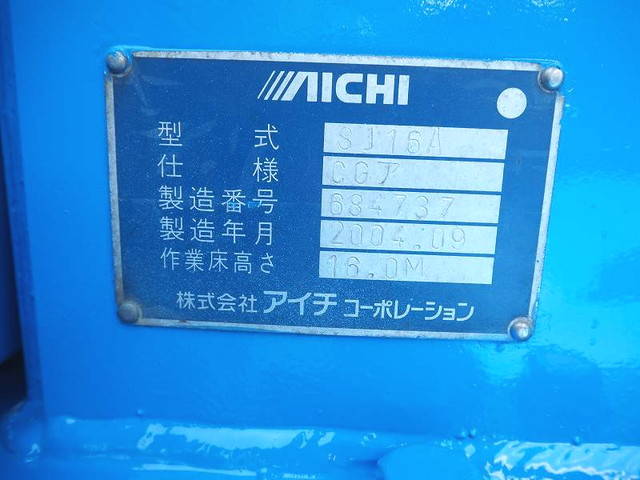 AICHI
型式 SJ16A
仕様 CGア
製造番号 684737
製造年月 2004.09
作業床高さ 16.0M
株式会社 アイチ コーポレーション